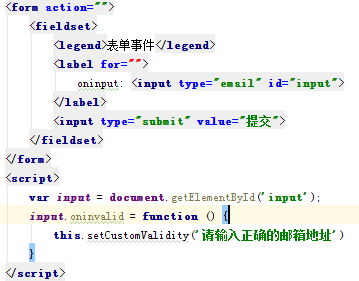 <form action="">
<fieldset>
<legend>表单事件</legend>
<label for="">
oninput: <input type="email" id="input">
</label>
<input type="submit" value="提交">
</fieldset>
</form>
<script>
var input = document.getElementById('input');
input.oninvalid = function () {
this.setCustomValidity('请输入正确的邮箱地址')
}
</script>